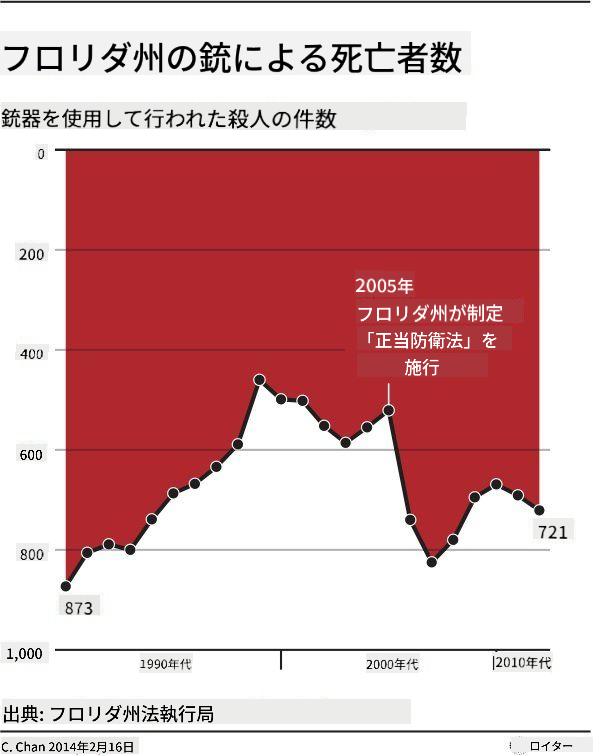 フロリダ州の銃による死亡者数
銃器を使用して行われた殺人の件数
0
200
2005年
フロリダ州が制定
「正当防衛法」を
施行
400
600
721
800
873
1,000
1990年代
2000年代
2010年代
出典: フロリダ州法執行局
C. Chan 2014年2月16日
ロイター